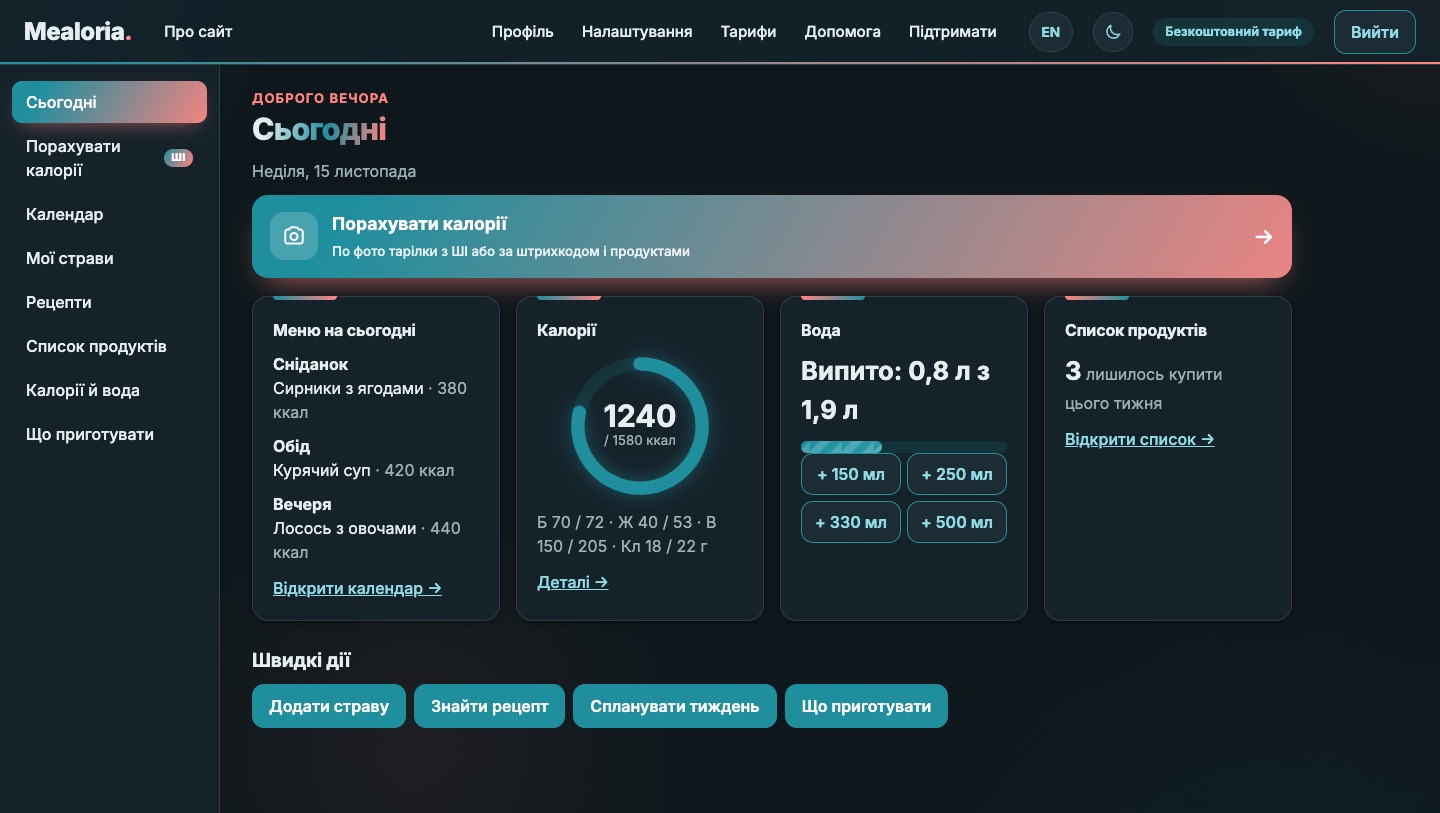 Mealoria.
Про сайт
Профіль
Налаштування
Тарифи
Допомога
Підтримати
EN
Безкоштовний тариф
Вийти
Сьогодні
Порахувати
калорії
ШІ
Календар
Мої страви
Рецепти
Список продуктів
Калорії й вода
Що приготувати
ДОБРОГО ВЕЧОРА
Сьогодні
Неділя, 15 листопада
Порахувати калорії
По фото тарілки з ШІ або за штрихкодом і продуктами
→
Меню на сьогодні
Сніданок
Сирники з ягодами · 380
ккал
Обід
Курячий суп · 420 ккал
Вечеря
Лосось з овочами · 440
ккал
Відкрити календар →
Калорії
1240
/ 1580 ккал
Б 70 / 72 · Ж 40 / 53 · В
150 / 205 · Кл 18 / 22 г
Деталі →
Вода
Випито: 0,8 л з
1,9 л
+ 150 мл
+ 250 мл
+ 330 мл
+ 500 мл
Список продуктів
3 лишилось купити
цього тижня
Відкрити список →
Швидкі дії
Додати страву
Знайти рецепт
Спланувати тиждень
Що приготувати